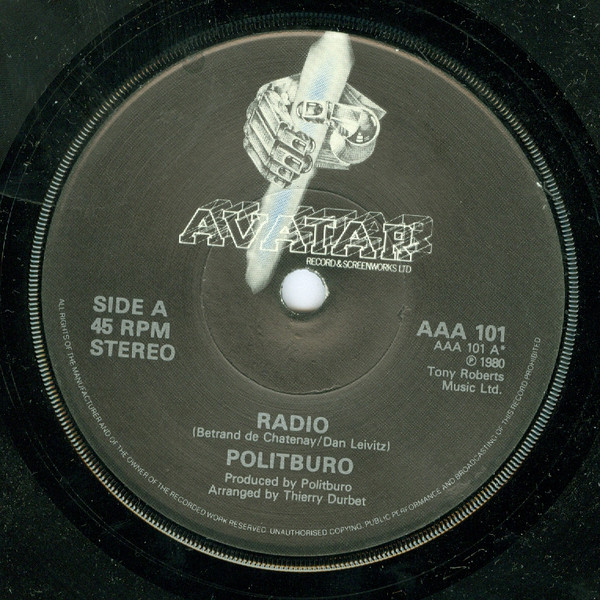 AVATAR
RECORD & SCREENWORKS LTD
SIDE A
45 RPM
STEREO
AAA 101
AAA 101 A*
℗ 1980
Tony Roberts
Music Ltd.
RADIO
(Betrand de Chatenay/Dan Leivitz)
POLITBURO
Produced by Politburo
Arranged by Thierry Durbet
ALL RIGHTS OF THE MANUFACTURER AND OF THE OWNER OF THE RECORDED WORK RESERVED. UNAUTHORISED COPYING, PUBLIC PERFORMANCE AND BROADCASTING OF THIS RECORD PROHIBITED